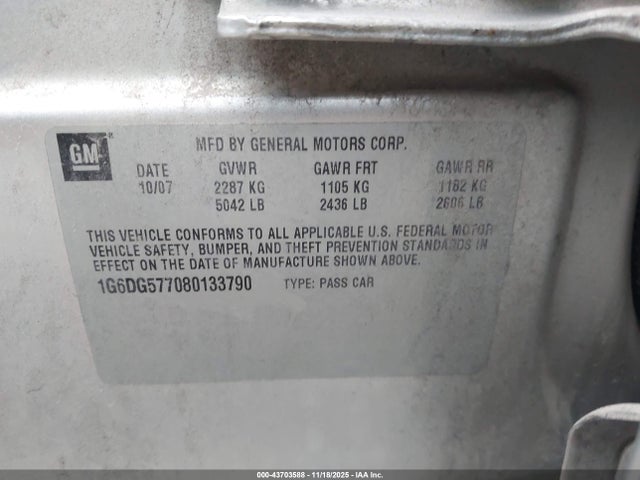 GM
MFD BY GENERAL MOTORS CORP.
DATE GVWR GAWR FRT GAWR RR
10/07 2287 KG 1105 KG 1182 KG
5042 LB 2436 LB 2606 LB
THIS VEHICLE CONFORMS TO ALL APPLICABLE U.S. FEDERAL MOTOR
VEHICLE SAFETY, BUMPER, AND THEFT PREVENTION STANDARDS IN
EFFECT ON THE DATE OF MANUFACTURE SHOWN ABOVE.
1G6DG577080133790 TYPE: PASS CAR
000-43703588 - 11/18/2025 - IAA Inc.